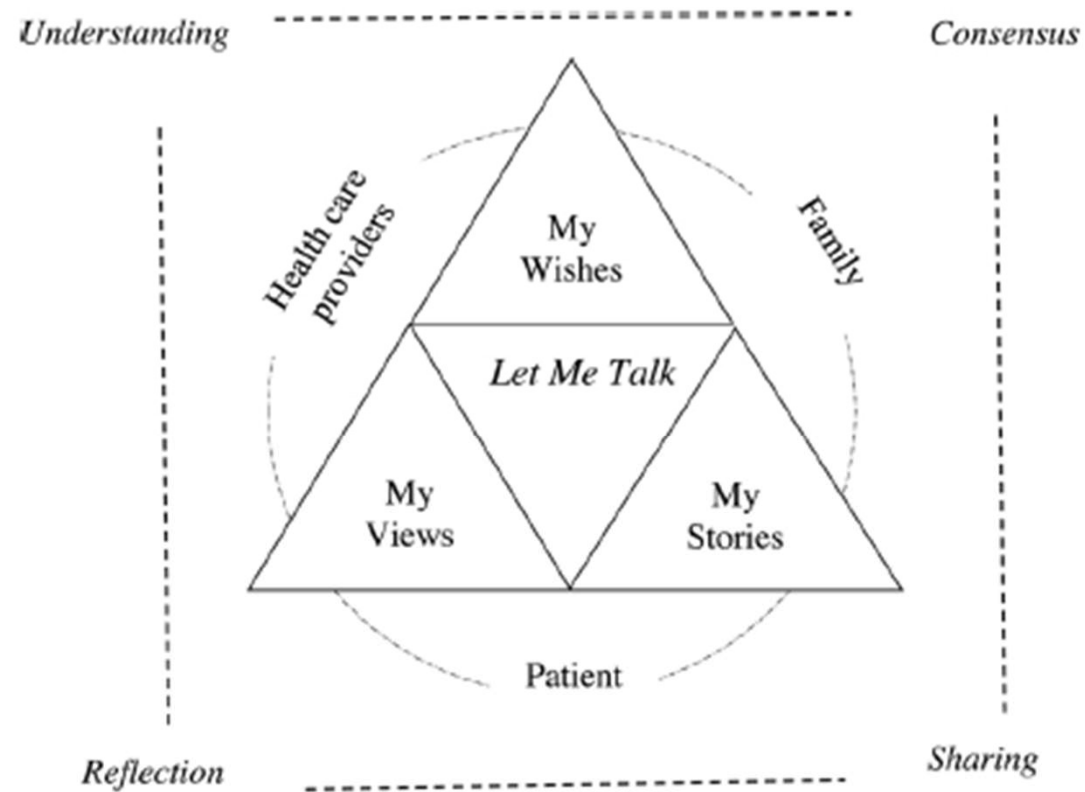 Understanding
Consensus
Health care
providers
Family
My
Wishes
Let Me Talk
My
Views
My
Stories
Patient
Reflection
Sharing